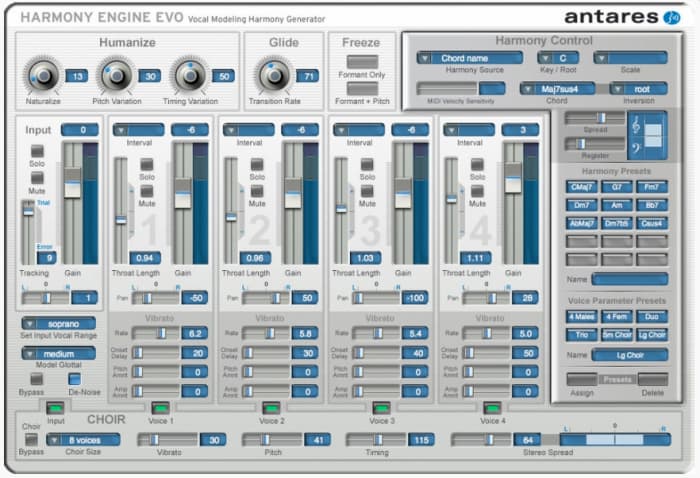 HARMONY ENGINE EVO Vocal Modeling Harmony Generator
antares
Humanize
Glide
Freeze
Harmony Control
13 30 50 71
Naturalize Pitch Variation Timing Variation Transition Rate
Formant Only
Formant + Pitch
Chord name C
Harmony Source Key / Root Scale
Maj7sus4 root
MIDI Velocity Sensitivity Chord Inversion
Spread
Register
Input 0 -6 -6 -6 3
Interval Interval Interval Interval
Solo Solo Solo Solo Solo
Mute Mute Mute Mute Mute
Trial
1 2 3 4
Error
9 0.94 0.96 1.03 1.11
Tracking Gain Throat Length Gain Throat Length Gain Throat Length Gain Throat Length Gain
L 0 R L 0 R L 0 R L 0 R L 0 R
1 Pan -50 Pan 50 Pan -100 Pan 28
Harmony Presets
CMaj7 G7 Fm7
Dm7 Am Bb7
AbMaj7 Dm7b5 Csus4
Name
Voice Parameter Presets
4 Males 4 Fem Duo
Trio Sm Choir Lg Choir
Name Lg Choir
Presets
Assign Delete
soprano
Set Input Vocal Range
medium
Model Glottal
Bypass De-Noise
Vibrato Vibrato Vibrato Vibrato
Rate 6.2 Rate 5.8 Rate 5.4 Rate 5.0
Onset Delay 20 Onset Delay 30 Onset Delay 40 Onset Delay 50
Pitch Amnt 0 Pitch Amnt 0 Pitch Amnt 0 Pitch Amnt 0
Amp Amnt 0 Amp Amnt 0 Amp Amnt 0 Amp Amnt 0
Input CHOIR Voice 1 Voice 2 Voice 3 Voice 4
Choir
Bypass
8 voices 30 41 115 64 L 0 R
Choir Size Vibrato Pitch Timing Stereo Spread